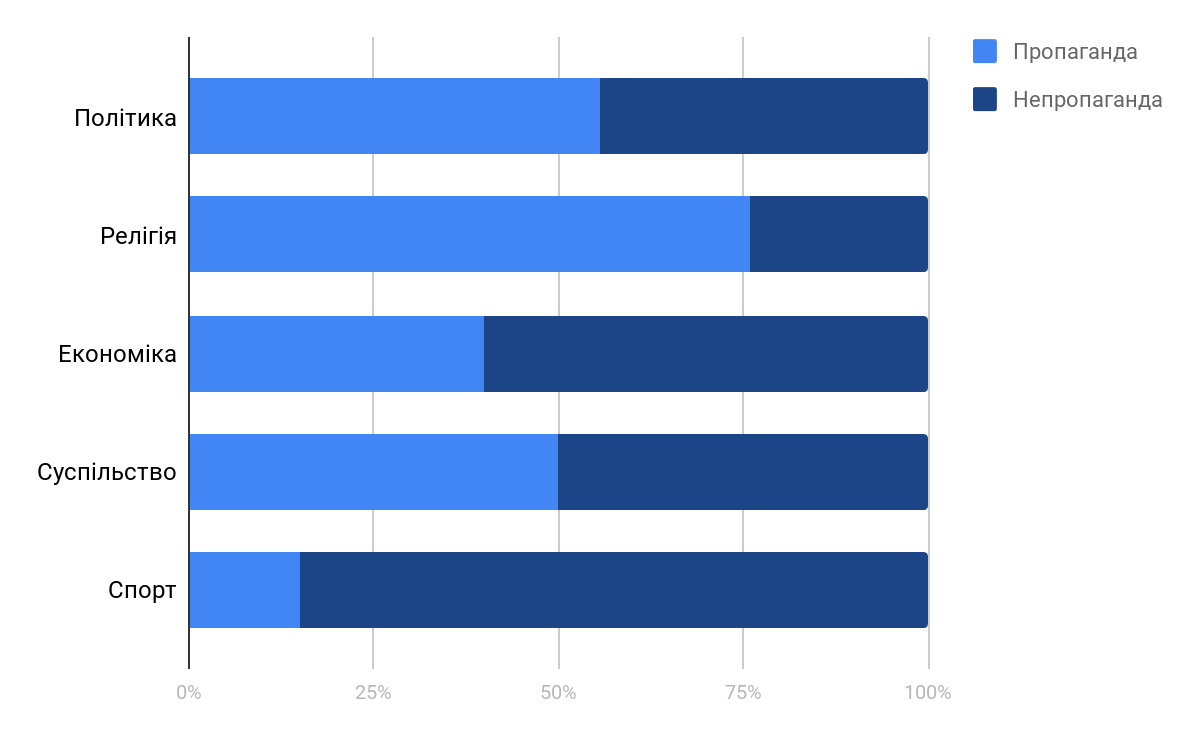 Пропаганда
Непропаганда
Політика
Релігія
Економіка
Суспільство
Спорт
0% 25% 50% 75% 100%